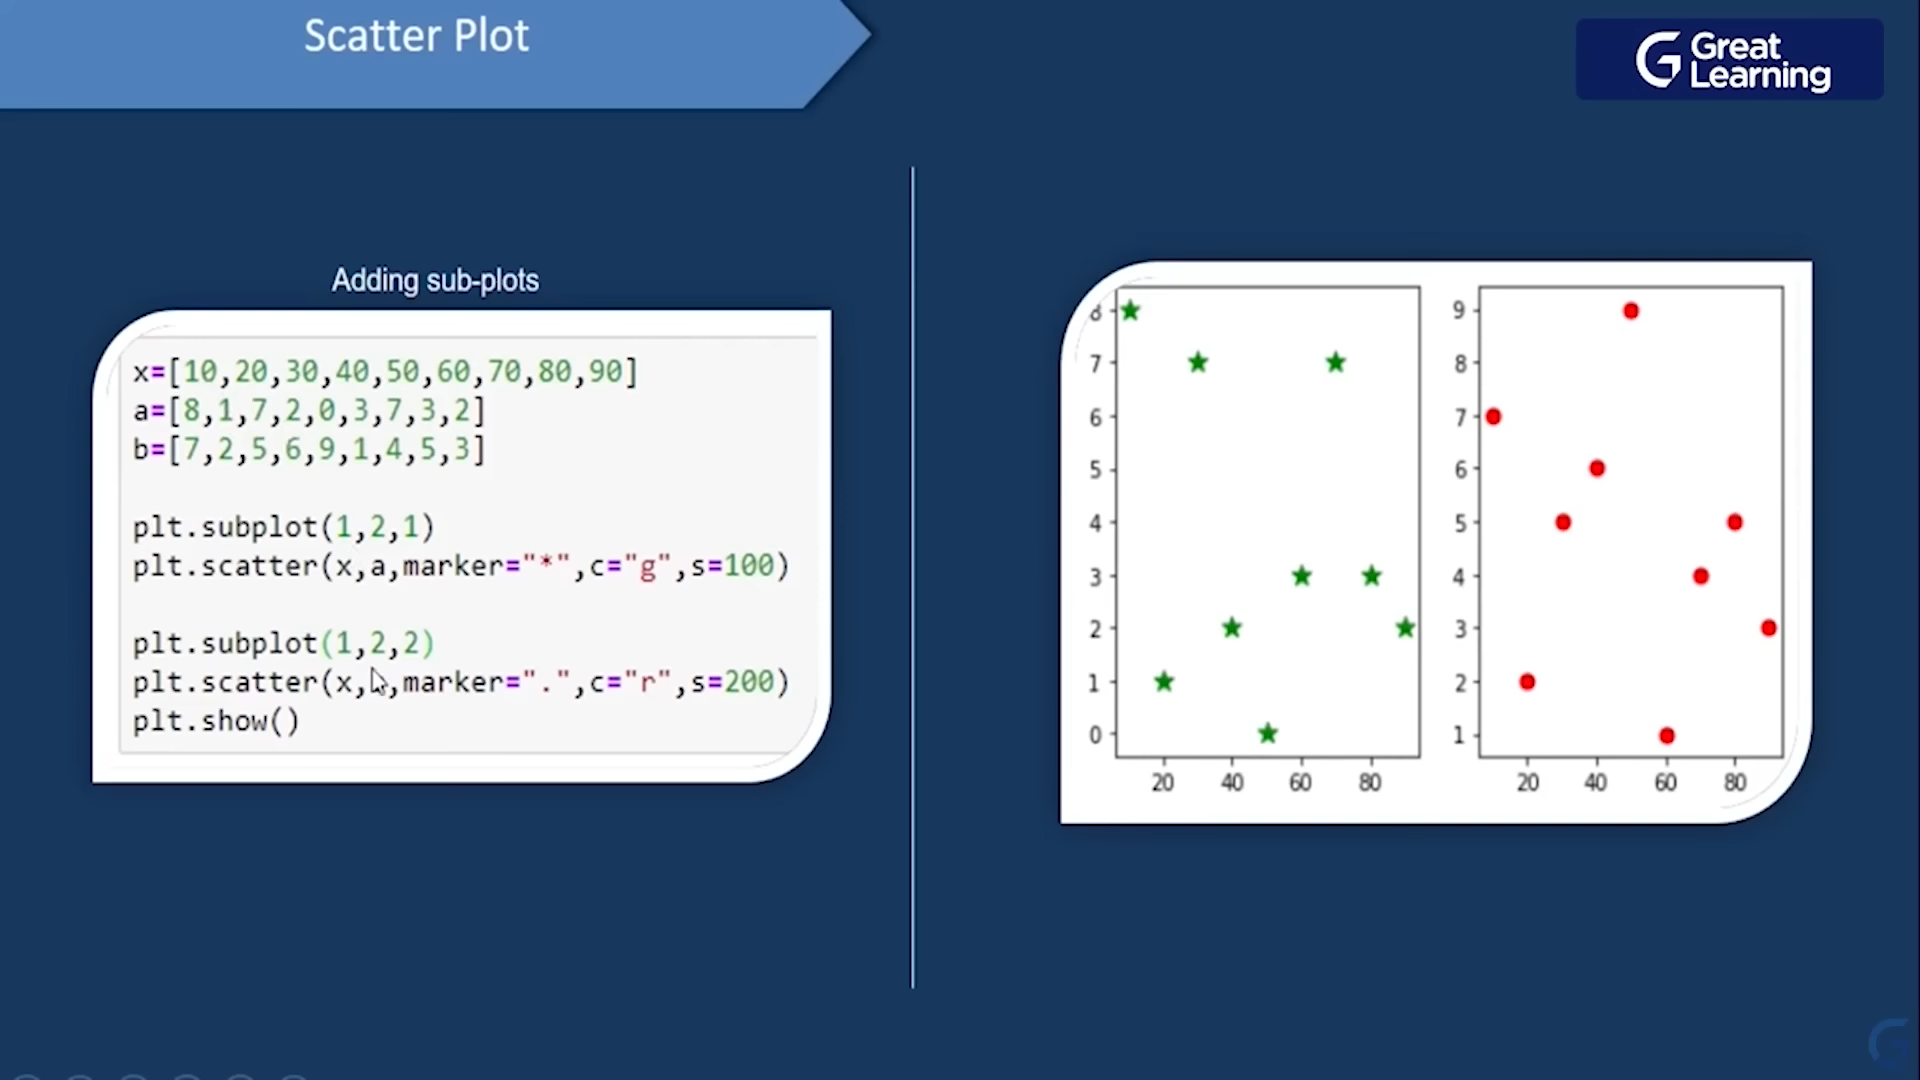 Scatter Plot
Great
Learning
Adding sub-plots
x=[10,20,30,40,50,60,70,80,90]
a=[8,1,7,2,0,3,7,3,2]
b=[7,2,5,6,9,1,4,5,3]
plt.subplot(1,2,1)
plt.scatter(x,a,marker="*",c="g",s=100)
plt.subplot(1,2,2)
plt.scatter(x, ,marker=".",c="r",s=200)
plt.show()
8
7
6
5
4
3
2
1
0
20 40 60 80
9
8
7
6
5
4
3
2
1
20 40 60 80